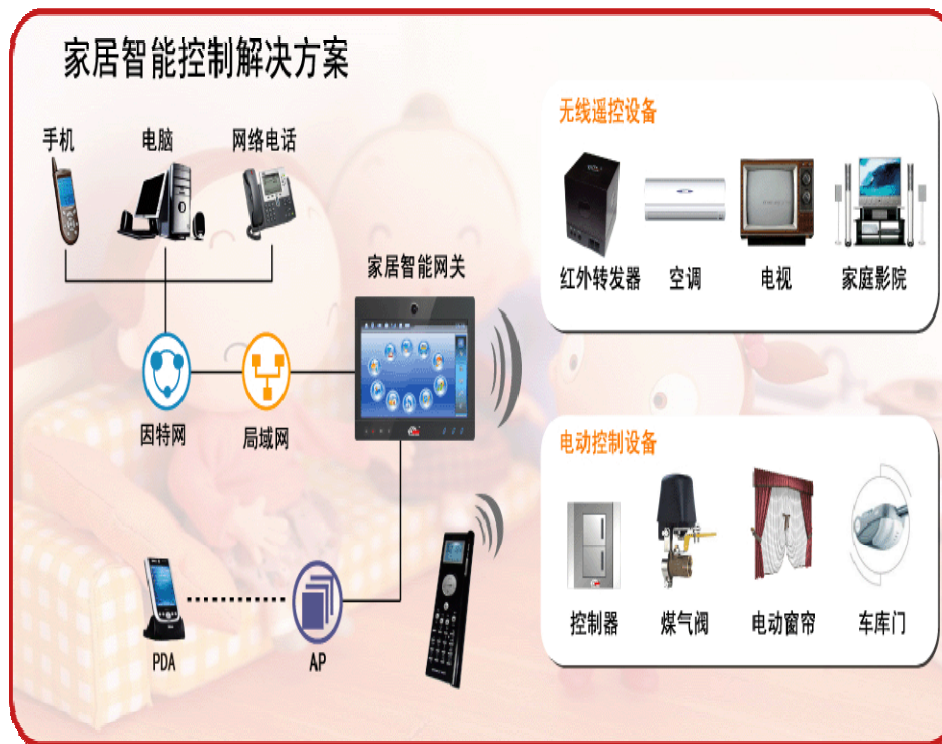 家居智能控制解决方案
手机
电脑
网络电话
家居智能网关
因特网
局域网
PDA
AP
无线遥控设备
红外转发器
空调
电视
家庭影院
电动控制设备
控制器
煤气阀
电动窗帘
车库门